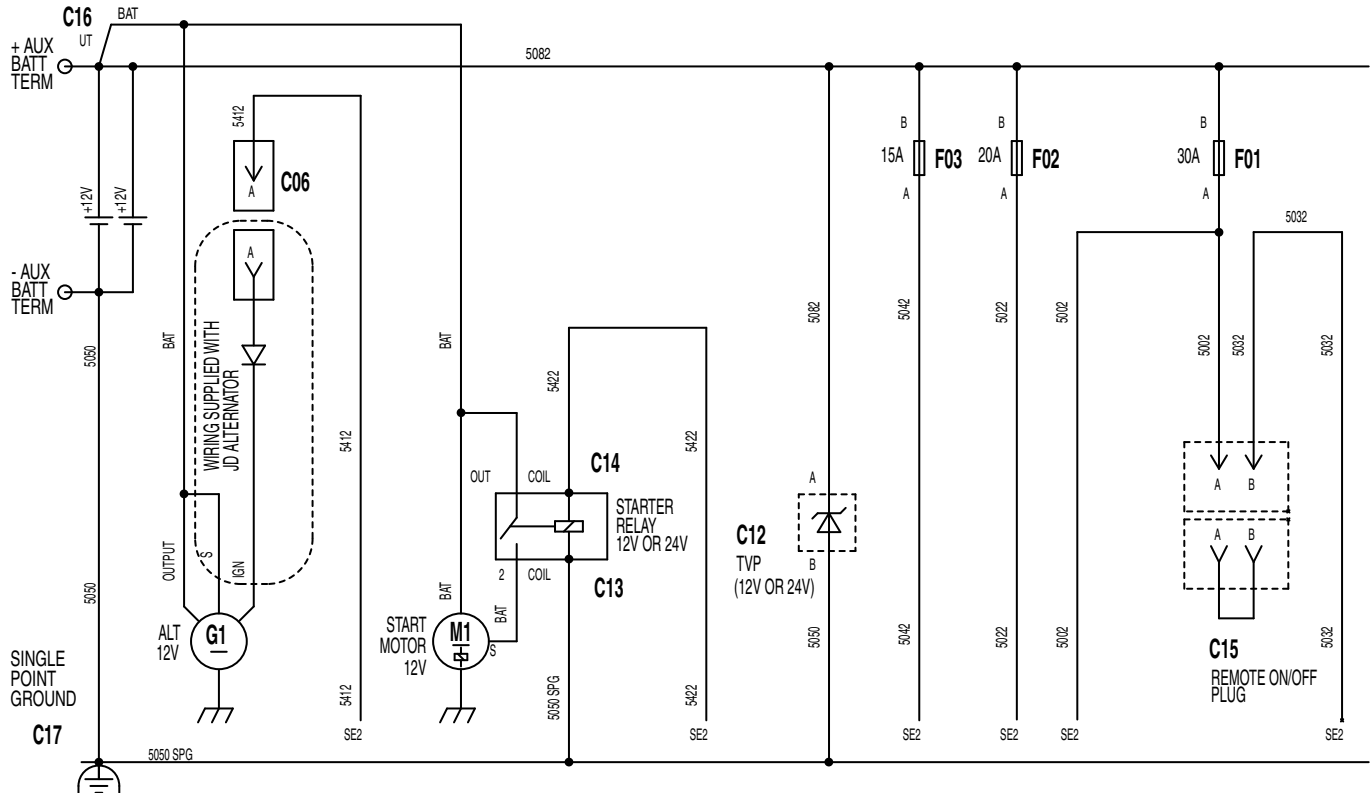 C16
BAT
UT
+ AUX
BATT
TERM
5082
5412
A
C06
+12V
+12V
A
- AUX
BATT
TERM
5050
BAT
WIRING SUPPLIED WITH
JD ALTERNATOR
5412
BAT
5422
5422
OUT
COIL
C14
STARTER
RELAY
12V OR 24V
2
COIL
C13
5050
OUTPUT
S
IGN
ALT
12V
G1
BAT
BAT
START
MOTOR
12V
M1
S
SINGLE
POINT
GROUND
C17
5412
SE2
5050 SPG
5050 SPG
5422
SE2
5082
A
C12
TVP
(12V OR 24V)
B
5050
B
15A
F03
A
5042
5042
SE2
B
20A
F02
A
5022
5022
SE2
B
30A
F01
A
5032
5002
5002
5032
5032
A
B
A
B
C15
REMOTE ON/OFF
PLUG
5002
SE2
5032
SE2